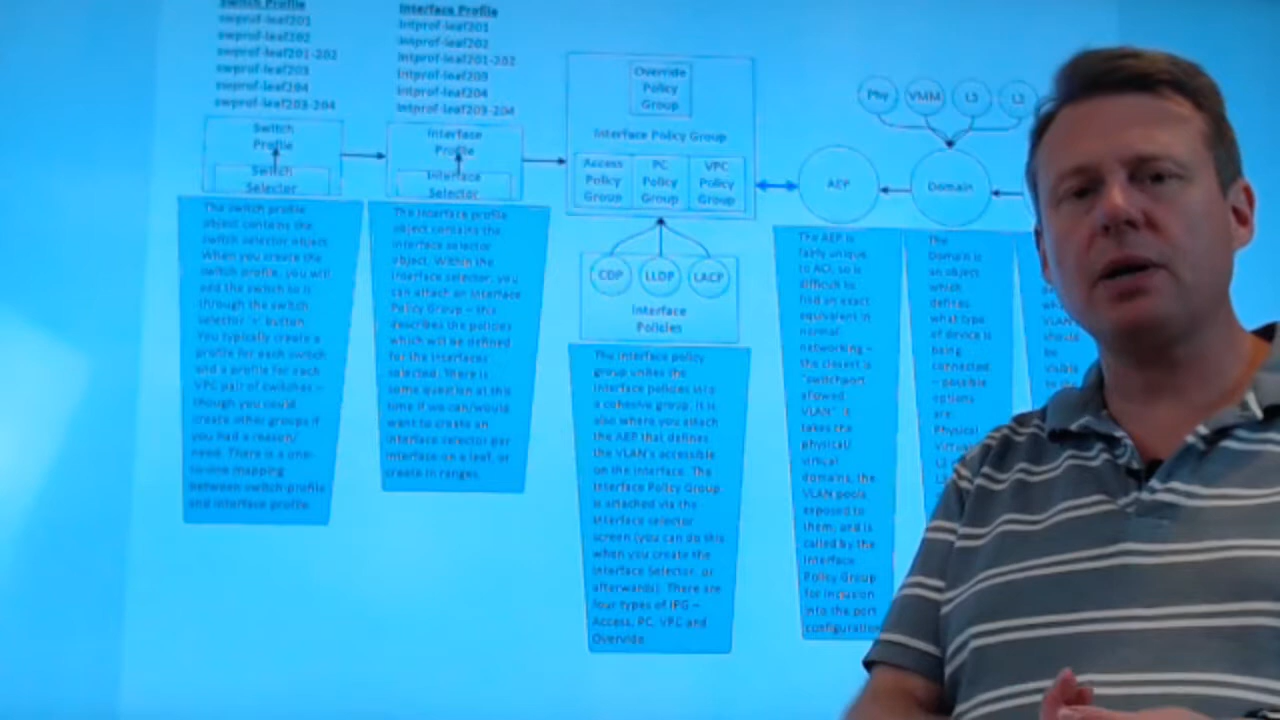 Switch Profile
swprof-leaf201
swprof-leaf202
swprof-leaf201-202
swprof-leaf203
swprof-leaf204
swprof-leaf203-204
Interface Profile
intprof-leaf201
intprof-leaf202
intprof-leaf201-202
intprof-leaf203
intprof-leaf204
intprof-leaf203-204
Switch
Profile
Switch
Selector
Interface
Profile
Interface
Selector
Override
Policy
Group
Interface Policy Group
Access
Policy
Group
PC
Policy
Group
VPC
Policy
Group
CDP
LLDP
LACP
Interface
Policies
AEP
Domain
Phy
VMM
L2
L3
The switch profile
object contains the
switch selector object.
When you create the
switch profile, you will
add the switch to it
through the switch
selector '+' button.
You typically create a
profile for each switch
and a profile for each
VPC pair of switches –
though you could
create other groups if
you had a reason/
need. There is a one-
to-one mapping
between switch profile
and interface profile.
The interface profile
object contains the
interface selector
object. Within the
interface selector, you
can attach an Interface
Policy Group – this
describes the policies
which will be defined
for the interfaces
selected. There is
some question at this
time if we can/would
want to create an
interface selector per
interface on a leaf, or
create in ranges.
The interface policy
group unites the
interface policies into
a cohesive group. It is
also where you attach
the AEP that defines
the VLAN's accessible
on the interface. The
Interface Policy Group
is attached via the
interface selector
screen (you can do this
when you create the
interface Selector, or
afterwards). There are
four types of IPG –
Access, PC, VPC and
Override.
The AEP is
fairly unique
to ACI, so is
difficult to
find an exact
equivalent in
normal
networking –
the closest is
"switchport
allowed
VLAN". It
takes the
physical/
virtual
domains, the
VLAN pools
exposed to
them, and is
called by the
Interface
Policy Group
for inclusion
into the port
configuration
The
Domain is
an object
which
defines
what type
of device is
being
connected
– possible
options
are:
Physical
VLAN
should
be
visible